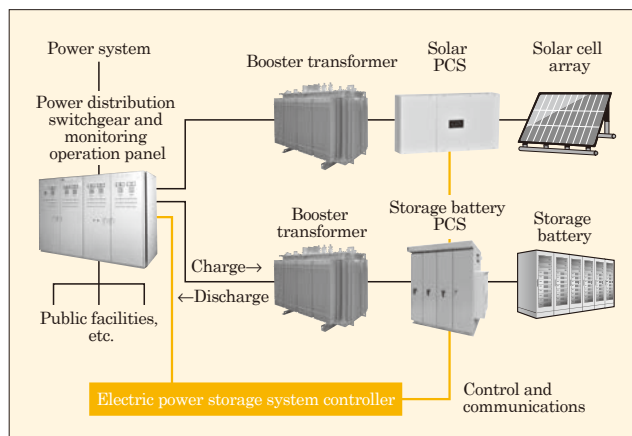 Power system
Power distribution
switchgear and
monitoring
operation panel
Booster transformer
Solar
PCS
Solar cell
array
Booster
transformer
Storage battery
PCS
Storage
battery
Charge→
←Discharge
Public facilities,
etc.
Electric power storage system controller
Control and
communications